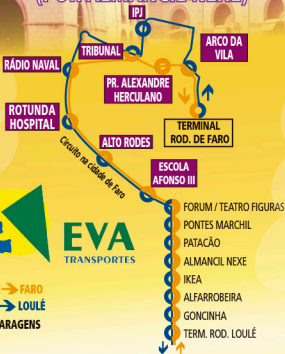 IPJ
TRIBUNAL
ARCO DA
VILA
RÁDIO NAVAL
PR. ALEXANDRE
HERCULANO
ROTUNDA
HOSPITAL
TERMINAL
ROD. DE FARO
ALTO RODES
Circuito na cidade de Faro
ESCOLA
AFONSO III
FORUM / TEATRO FIGURAS
PONTES MARCHIL
PATACÃO
ALMANCIL NEXE
IKEA
ALFARROBEIRA
GONCINHA
TERM. ROD. LOULÉ
EVA
TRANSPORTES
FARO
LOULÉ
PARAGENS